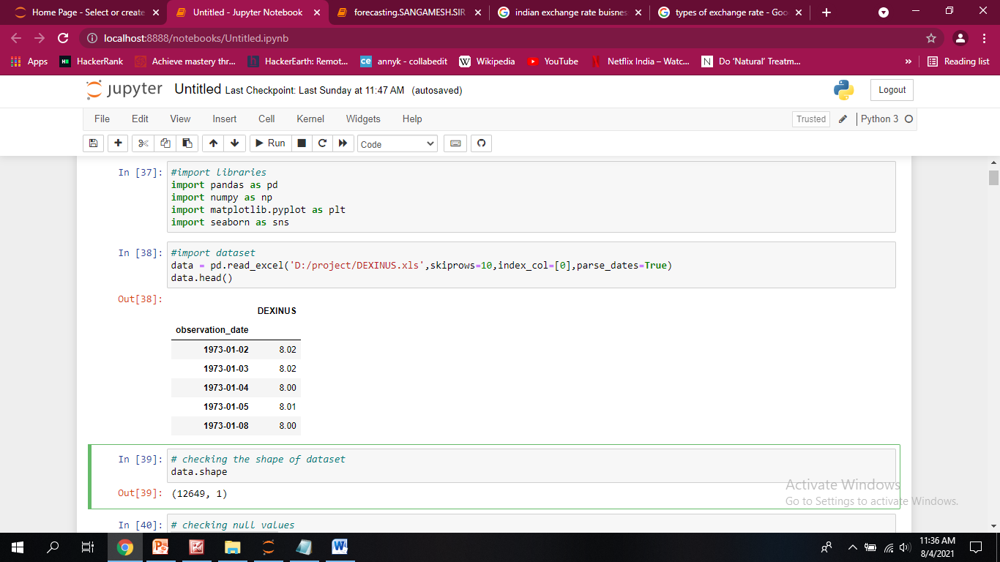 Home Page - Select or create
Untitled - Jupyter Notebook
forecasting.SANGAMESH.SIR
indian exchange rate buisnes
types of exchange rate - Goo
localhost:8888/notebooks/Untitled.ipynb
Apps
HackerRank
Achieve mastery thr...
HackerEarth: Remot...
ce
annyk - collabedit
W
Wikipedia
YouTube
Netflix India – Watc...
N
Do ‘Natural’ Treatm...
»
Reading list
jupyter
Untitled Last Checkpoint: Last Sunday at 11:47 AM (autosaved)
Logout
File Edit View Insert Cell Kernel Widgets Help
Trusted
Python 3
Run
Code
In [37]:
#import libraries
import pandas as pd
import numpy as np
import matplotlib.pyplot as plt
import seaborn as sns
In [38]:
#import dataset
data = pd.read_excel('D:/project/DEXINUS.xls',skiprows=10,index_col=[0],parse_dates=True)
data.head()
Out[38]:
DEXINUS
observation_date
1973-01-02 8.02
1973-01-03 8.02
1973-01-04 8.00
1973-01-05 8.01
1973-01-08 8.00
In [39]:
# checking the shape of dataset
data.shape
Out[39]: (12649, 1)
In [40]: # checking null values
Activate Windows
Go to Settings to activate Windows.
11:36 AM
8/4/2021